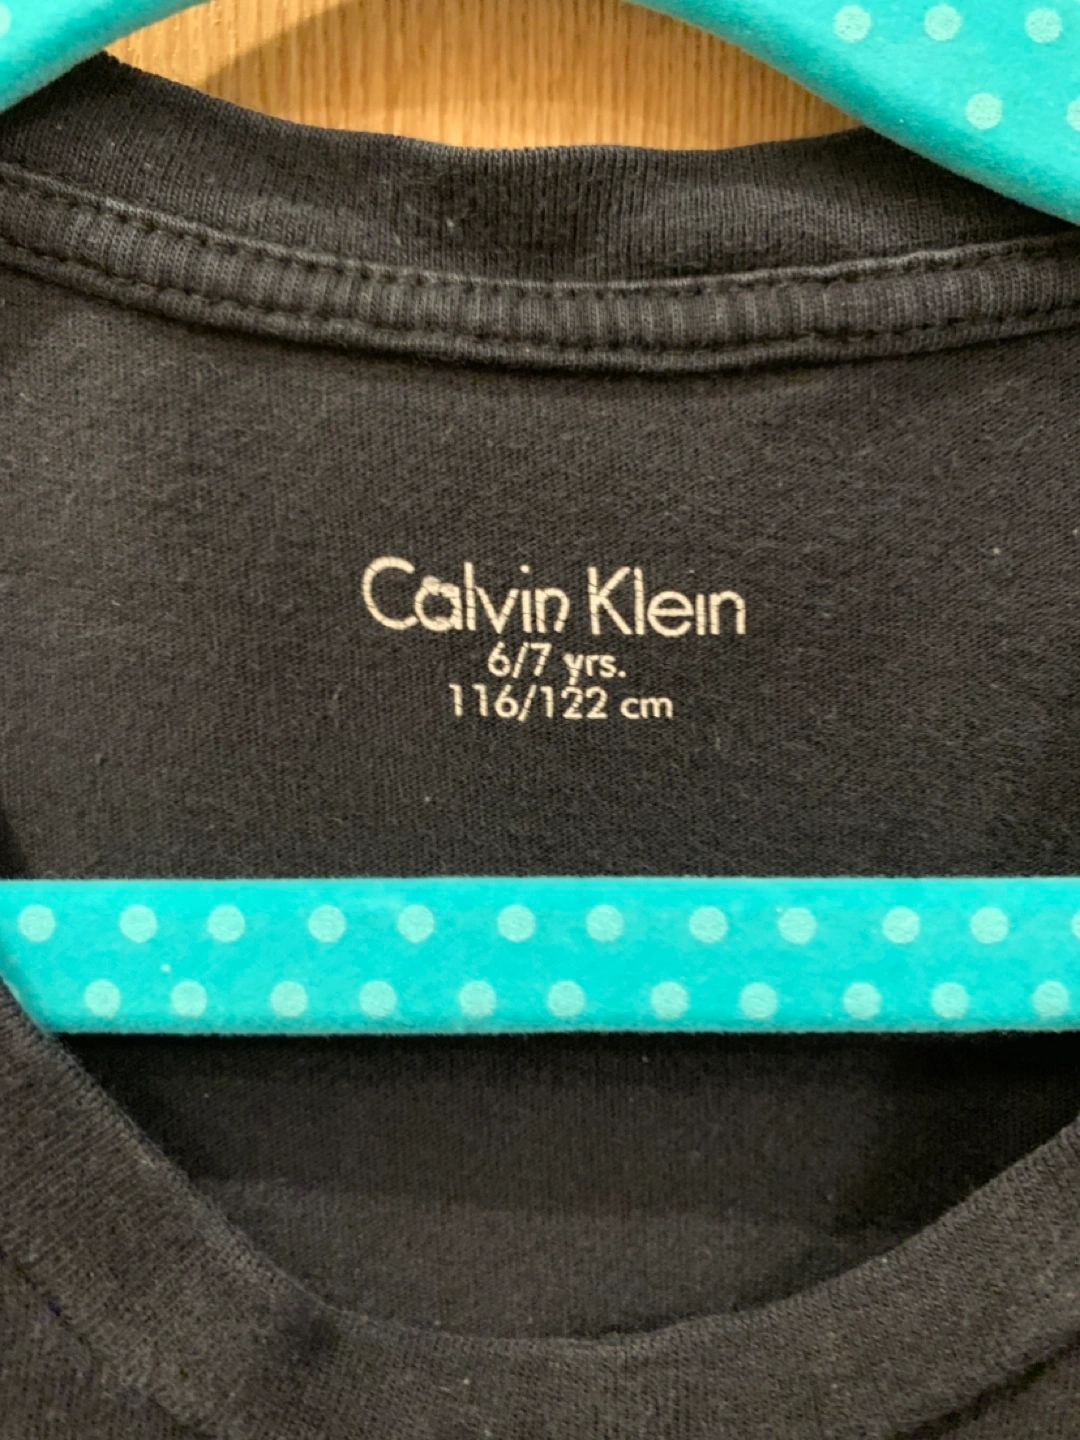 Calvin Klein
6/7 yrs.
116/122 cm